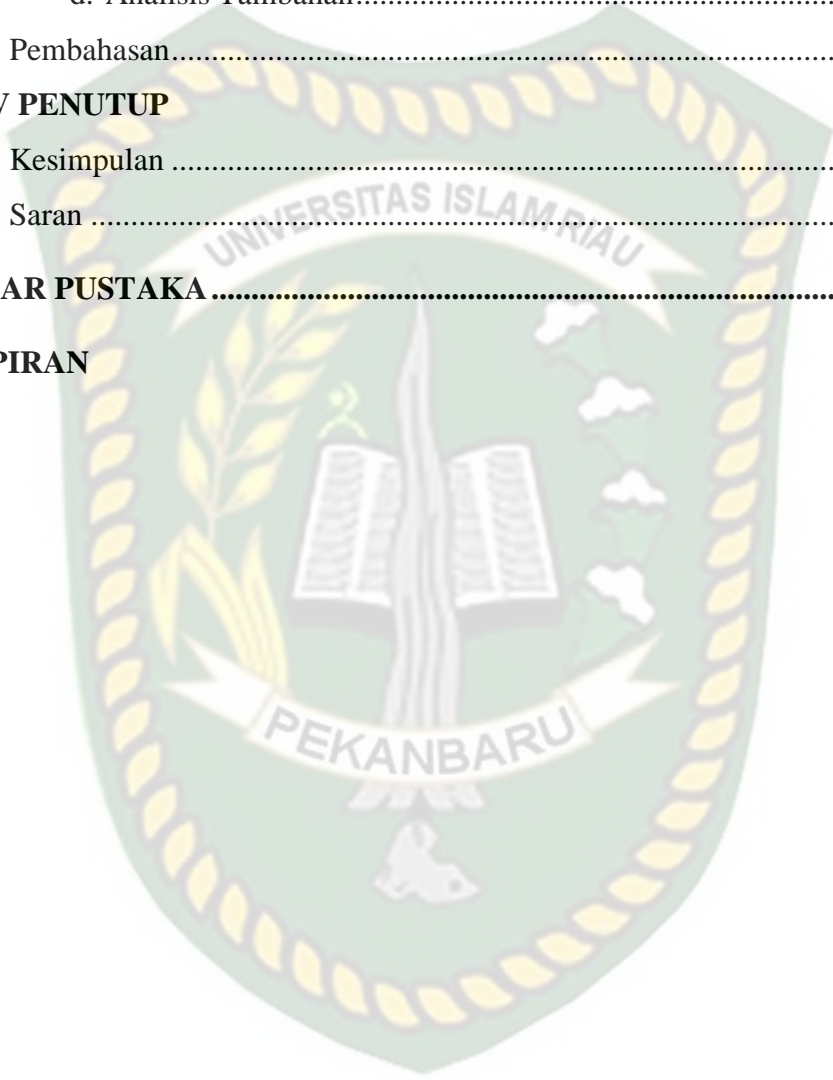 d. Analisis Tambahan................................................................
Pembahasan................................................................................
V PENUTUP
Kesimpulan ................................................................................
Saran ..........................................................................................
AR PUSTAKA..............................................................................
PIRAN
UNIVERSITAS ISLAM RIAU
PEKANBARU